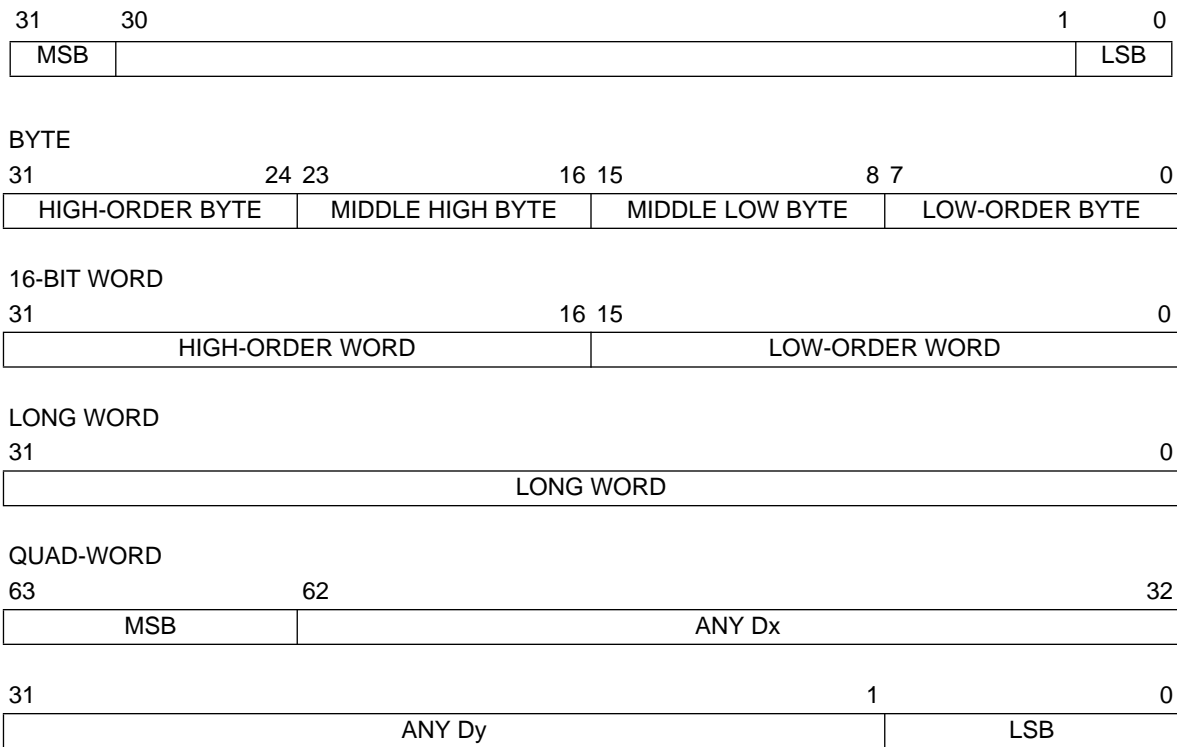 31 30 1 0
MSB LSB
BYTE
31 24 23 16 15 8 7 0
HIGH-ORDER BYTE MIDDLE HIGH BYTE MIDDLE LOW BYTE LOW-ORDER BYTE
16-BIT WORD
31 16 15 0
HIGH-ORDER WORD LOW-ORDER WORD
LONG WORD
31 0
LONG WORD
QUAD-WORD
63 62 32
MSB ANY Dx
31 1 0
ANY Dy LSB